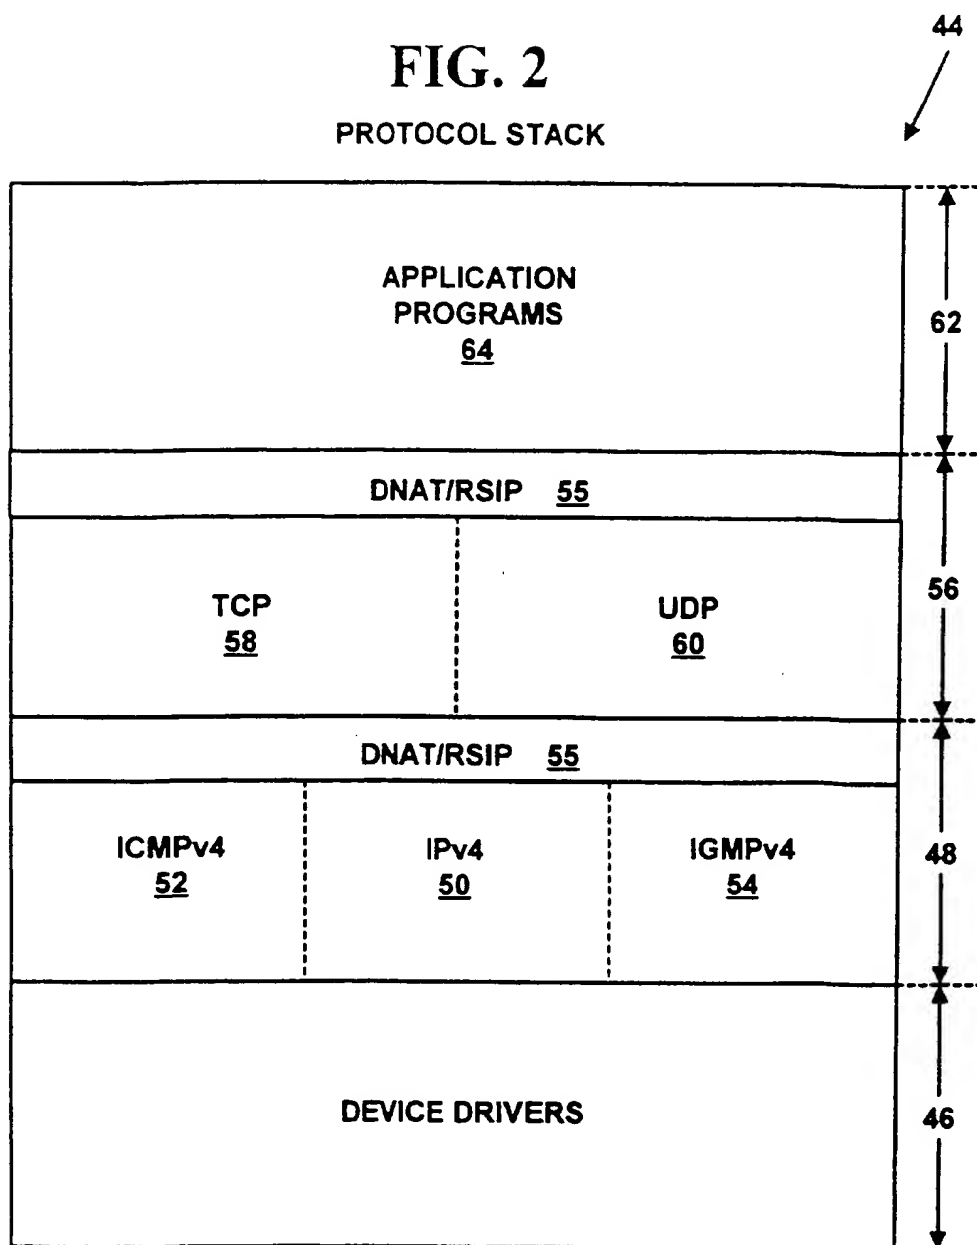 44
FIG. 2
PROTOCOL STACK
APPLICATION
PROGRAMS
64
62
DNAT/RSIP 55
56
TCP
58
UDP
60
DNAT/RSIP 55
48
ICMPv4
52
IPv4
50
IGMPv4
54
DEVICE DRIVERS
46